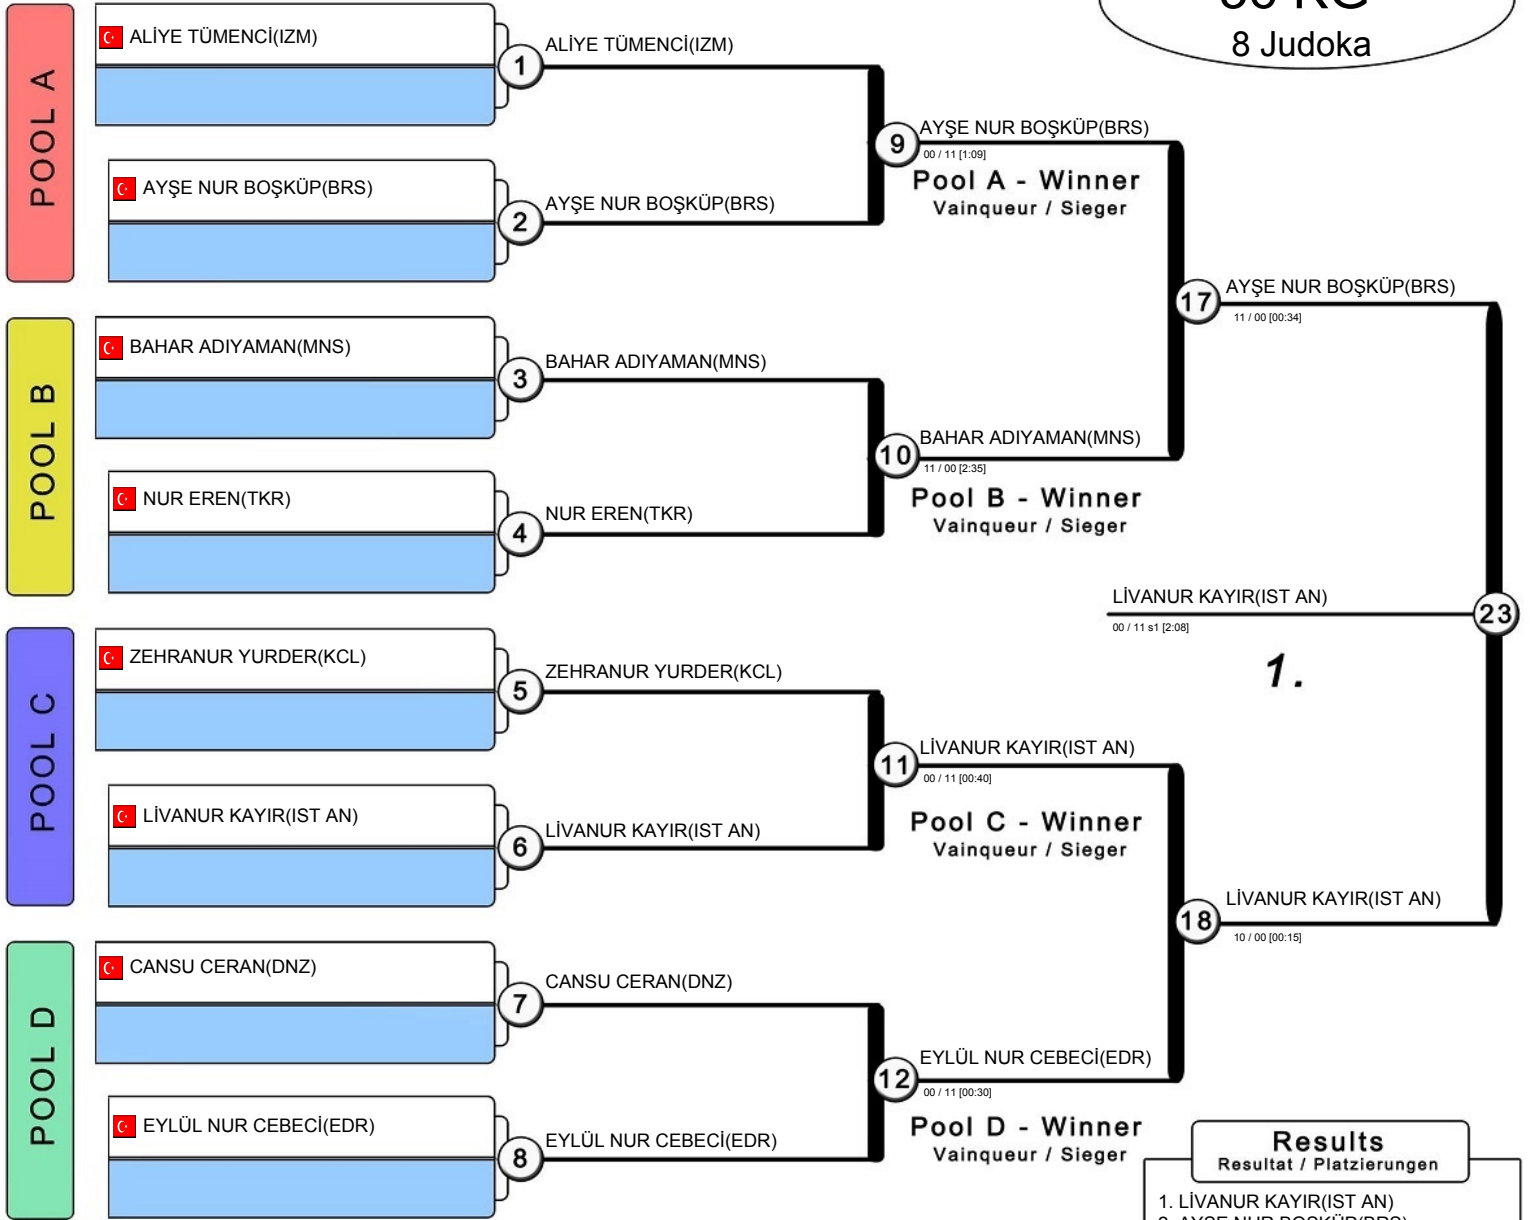 KG
8 Judoka
POOL A
ALİYE TÜMENCİ(IZM)
1
ALİYE TÜMENCİ(IZM)
AYŞE NUR BOŞKÜP(BRS)
2
AYŞE NUR BOŞKÜP(BRS)
9
AYŞE NUR BOŞKÜP(BRS)
00 / 11 [1:09]
Pool A - Winner
Vainqueur / Sieger
POOL B
BAHAR ADIYAMAN(MNS)
3
BAHAR ADIYAMAN(MNS)
NUR EREN(TKR)
4
NUR EREN(TKR)
10
BAHAR ADIYAMAN(MNS)
11 / 00 [2:35]
Pool B - Winner
Vainqueur / Sieger
17
AYŞE NUR BOŞKÜP(BRS)
11 / 00 [00:34]
LİVANUR KAYIR(IST AN)
23
00 / 11 s1 [2:08]
1.
POOL C
ZEHRANUR YURDER(KCL)
5
ZEHRANUR YURDER(KCL)
LİVANUR KAYIR(IST AN)
6
LİVANUR KAYIR(IST AN)
11
LİVANUR KAYIR(IST AN)
00 / 11 [00:40]
Pool C - Winner
Vainqueur / Sieger
18
LİVANUR KAYIR(IST AN)
10 / 00 [00:15]
POOL D
CANSU CERAN(DNZ)
7
CANSU CERAN(DNZ)
EYLÜL NUR CEBECİ(EDR)
8
EYLÜL NUR CEBECİ(EDR)
12
EYLÜL NUR CEBECİ(EDR)
00 / 11 [00:30]
Pool D - Winner
Vainqueur / Sieger
Results
Resultat / Platzierungen
1. LİVANUR KAYIR(IST AN)
2. AYŞE NUR BOŞKÜP(BRS)